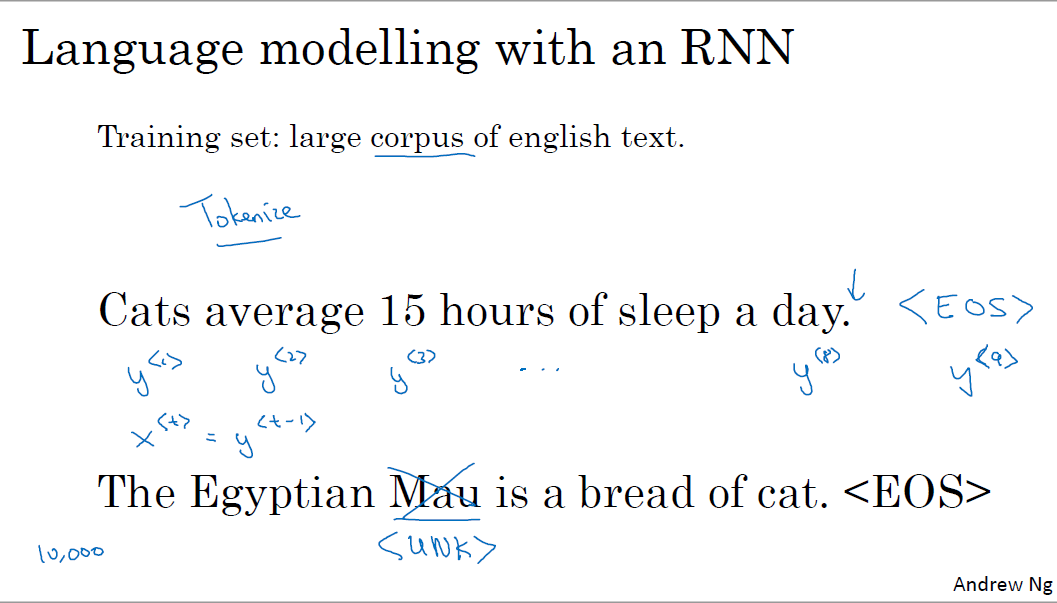 Language modelling with an RNN
Training set: large corpus of english text.
Tokenize
Cats average 15 hours of sleep a day. <EOS>
y<1> y<2> y<3> ... y<8> y<9>
x<t> = y<t-1>
The Egyptian Mau is a bread of cat. <EOS>
10,000 <UNK>
Andrew Ng